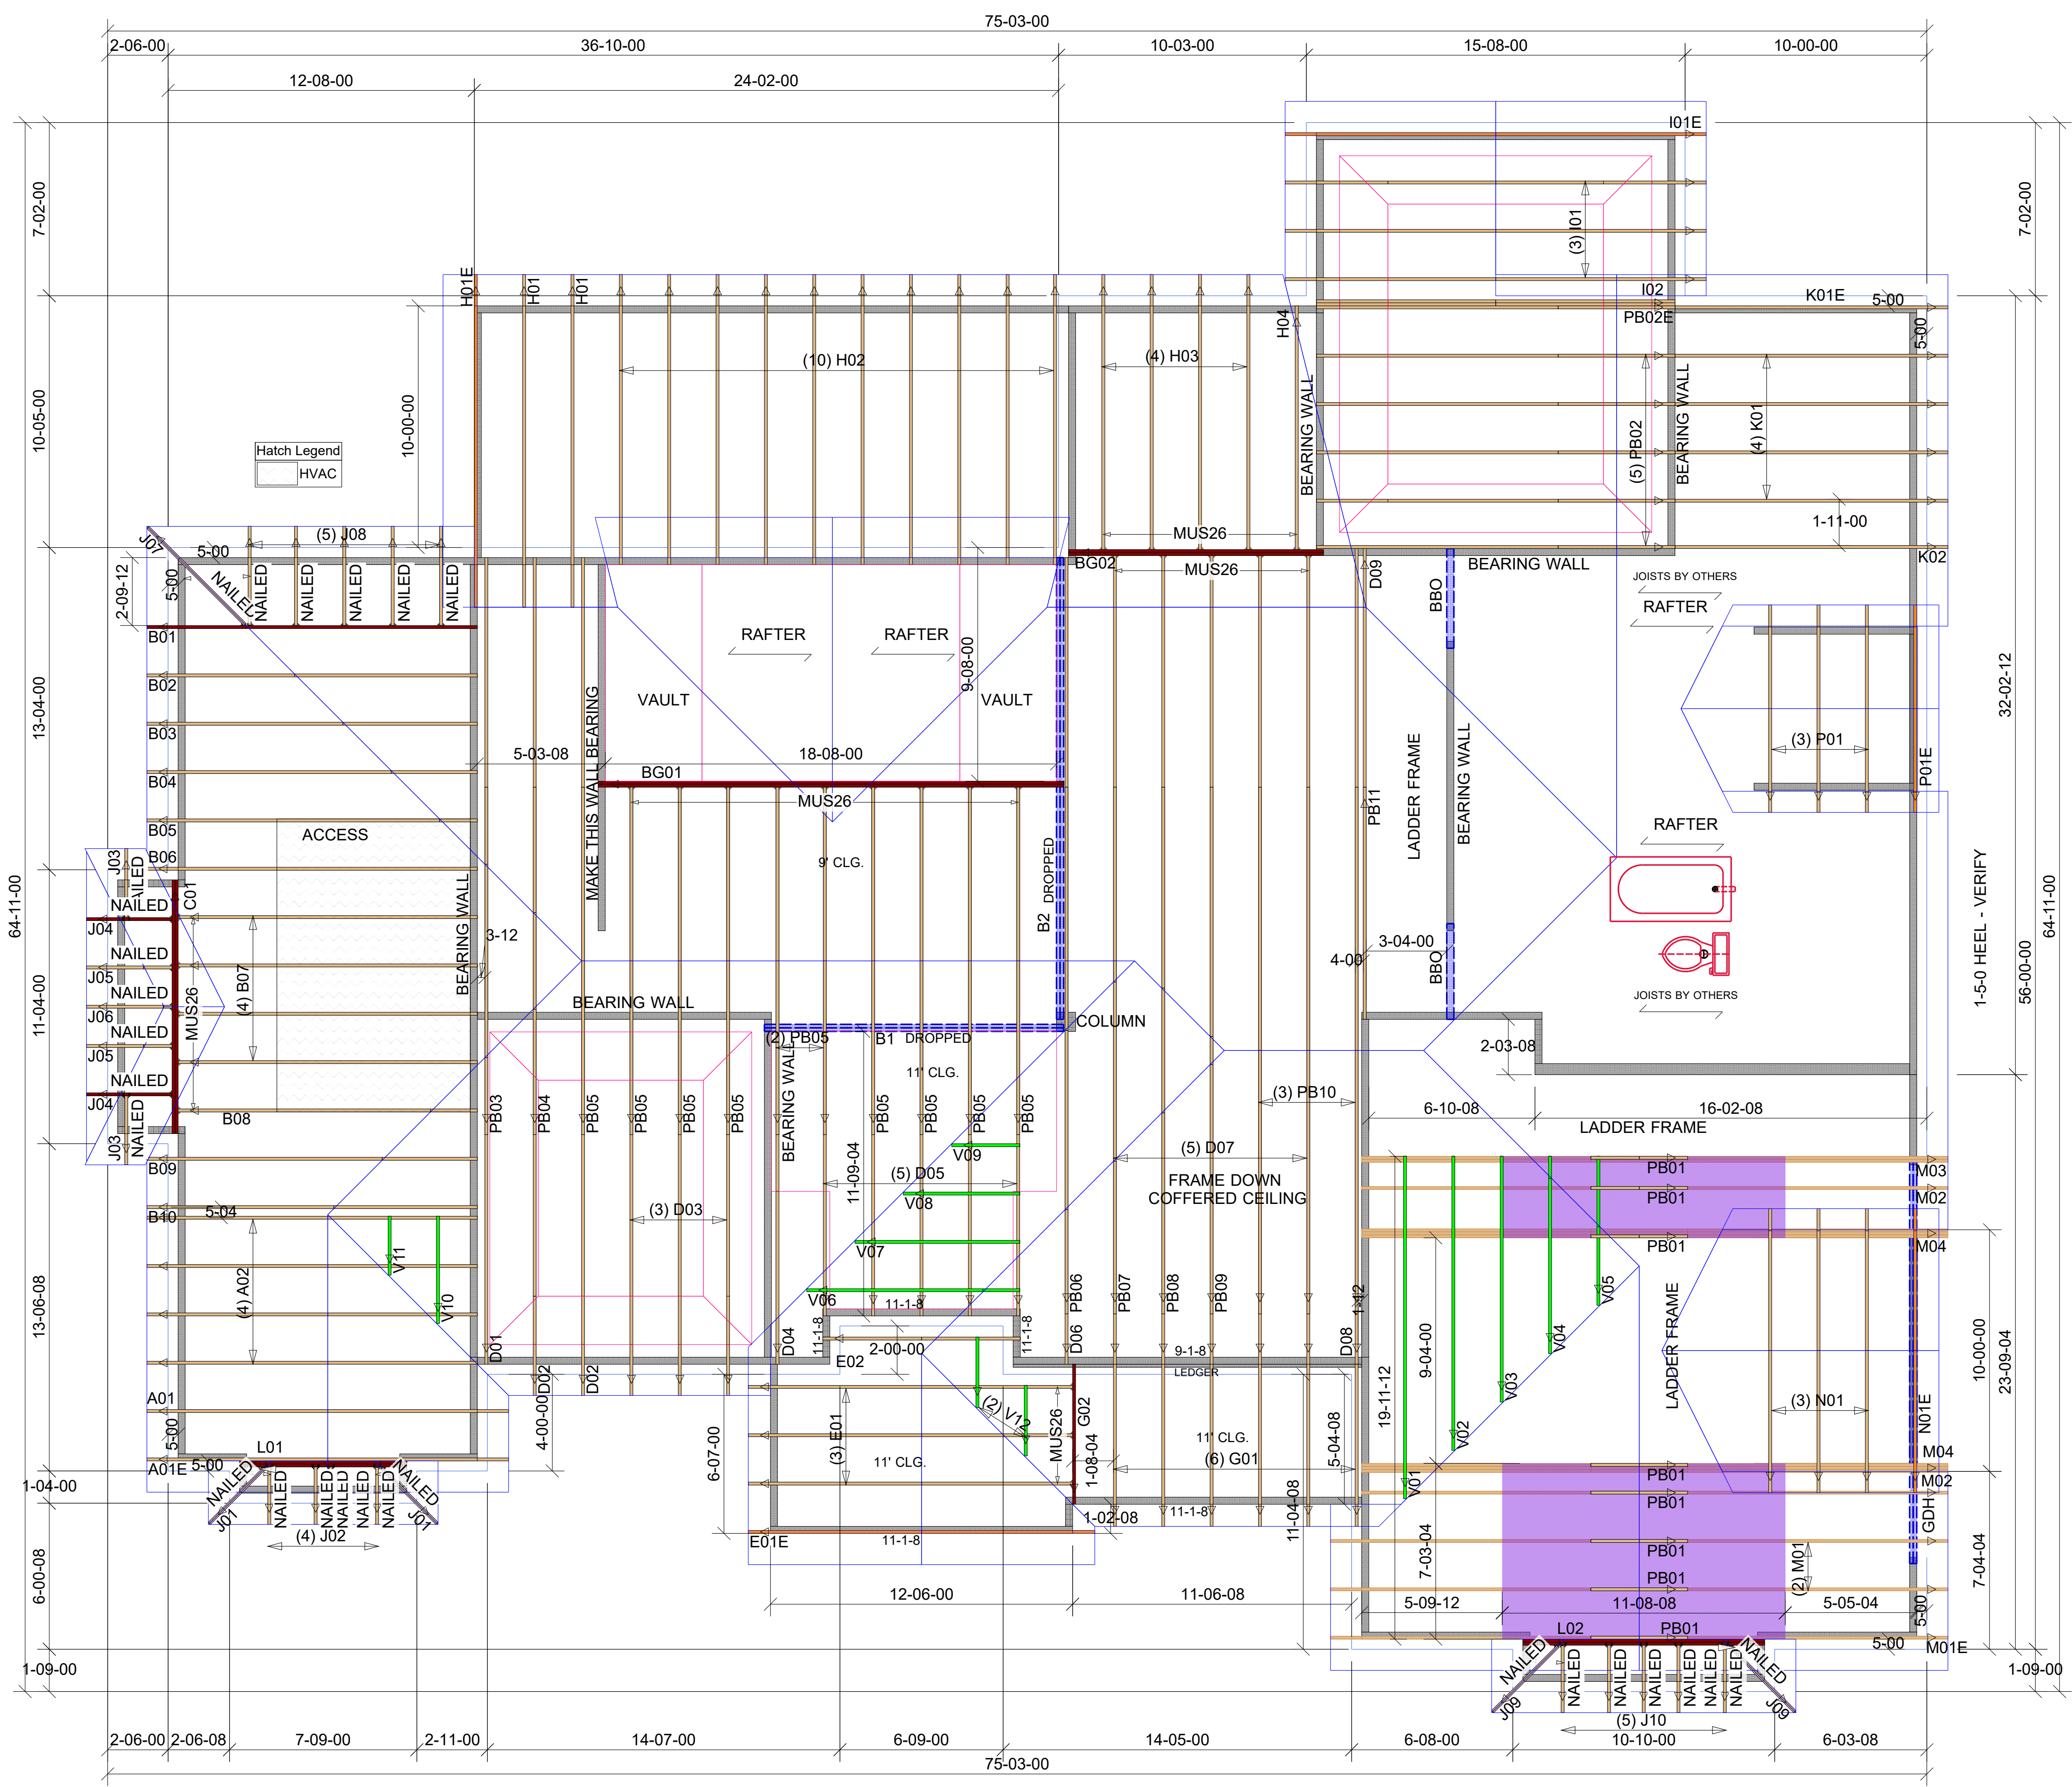 75-03-00
2-06-00
36-10-00
10-03-00
15-08-00
10-00-00
12-08-00
24-02-00
I01E
7-02-00
7-02-00
(3) I01
H01E
H01
H01
I02
K01E
5-00
PB02E
5-00
H04
(10) H02
(4) H03
10-05-00
10-00-00
BEARING WALL
(5) PB02
BEARING WALL
(4) K01
Hatch Legend
HVAC
1-11-00
MUS26
J07
5-00
(5) J08
BG02
MUS26
D09
BEARING WALL
K02
2-09-12
5-00
NAILED
NAILED
NAILED
NAILED
NAILED
NAILED
BBO
JOISTS BY OTHERS
RAFTER
B01
RAFTER
RAFTER
32-02-12
B02
VAULT
9-08-00
VAULT
13-04-00
B03
MAKE THIS WALL BEARING
LADDER FRAME
BEARING WALL
(3) P01
P01E
5-03-08
18-08-00
B04
BG01
MUS26
PB11
B05
ACCESS
RAFTER
B06
9' CLG.
J03
NAILED
C01
NAILED
J04
B2
DROPPED
1-5-0 HEEL - VERIFY
64-11-00
64-11-00
BEARING WALL
3-12
3-04-00
4-00
NAILED
J05
(4) B07
MUS26
BBO
56-00-00
NAILED
J06
BEARING WALL
JOISTS BY OTHERS
11-04-00
NAILED
J05
COLUMN
(2) PB05
B1
DROPPED
2-03-08
NAILED
J04
11' CLG.
BEARING WALL
B08
PB03
PB04
PB05
PB05
PB05
PB05
PB05
PB05
PB05
PB05
(3) PB10
6-10-08
16-02-08
J03
NAILED
LADDER FRAME
B09
V09
(5) D07
PB01
M03
11-09-04
(5) D05
FRAME DOWN
COFFERED CEILING
PB01
M02
B10
5-04
(3) D03
V08
V07
PB01
M04
V11
V10
(4) A02
V06
11-1-8
PB06
PB07
PB08
PB09
1-12
V05
LADDER FRAME
13-06-08
D01
D04
11-1-8
11-1-8
2-00-00
E02
D06
9-1-8
LEDGER
D08
9-04-00
V04
10-00-00
23-09-04
D02
D02
V03
19-11-12
A01
5-00
4-00-00
6-07-00
(3) E01
(2) V12
MUS26
G02
1-08-04
11' CLG.
11' CLG.
(6) G01
5-04-08
V02
(3) N01
N01E
L01
A01E
5-00
M04
PB01
M02
V01
PB01
GDH
1-04-00
NAILED
J01
NAILED
NAILED
NAILED
NAILED
NAILED
J01
(4) J02
E01E
11-1-8
1-02-08
11-1-8
11-04-08
7-03-04
PB01
(2) M01
7-04-04
PB01
6-00-08
12-06-00
11-06-08
5-09-12
11-08-08
5-05-04
5-00
L02
PB01
5-00
M01E
1-09-00
1-09-00
NAILED
J09
NAILED
NAILED
NAILED
NAILED
NAILED
NAILED
NAILED
J09
(5) J10
2-06-00
2-06-08
7-09-00
2-11-00
14-07-00
6-09-00
14-05-00
6-08-00
10-10-00
6-03-08
75-03-00